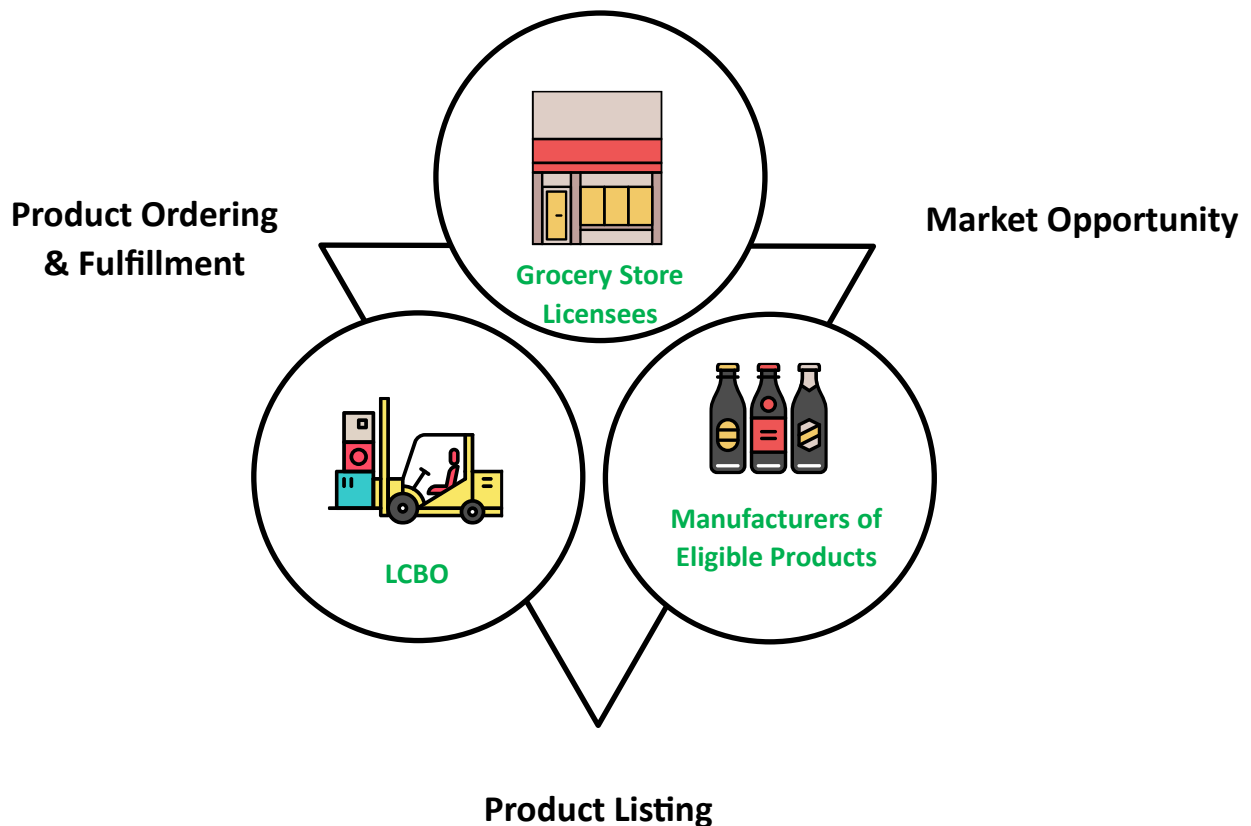 Product Ordering
& Fulfillment
Market Opportunity
Grocery Store
Licensees
LCBO
Manufacturers of
Eligible Products
Product Listing